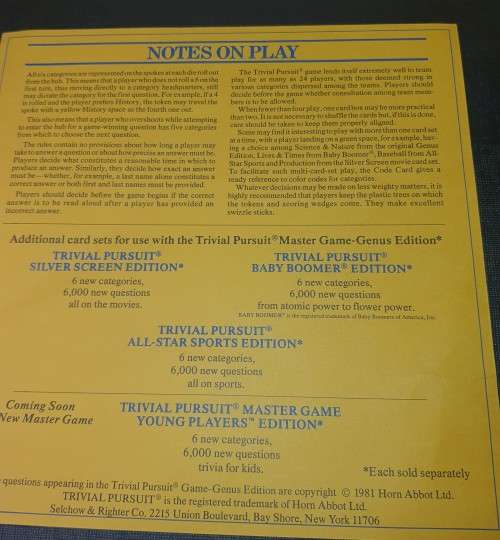 NOTES ON PLAY
All six categories are represented on the spokes at each die roll out
from the hub. This means that a player who does not roll a 6 on the
first turn, thus moving directly to a category headquarters, still
may dictate the category for the first question. For example, if a 4
is rolled and the player prefers History, the token may travel the
spoke with a yellow History space as the fourth one out.
This also means that a player who overshoots while attempting
to enter the hub for a game-winning question has five categories
from which to choose the next question.
The rules contain no provisions about how long a player may
take to answer a question or about how precise an answer must be.
Players decide what constitutes a reasonable time in which to
produce an answer. Similarly, they decide how exact an answer
must be—whether, for example, a last name alone constitutes a
correct answer or both first and last names must be provided.
Players should decide before the game begins if the correct
answer is to be read aloud after a player has provided an
incorrect answer.
The Trivial Pursuit® game lends itself extremely well to team
play for as many as 24 players, with those deemed strong in
various categories dispersed among the teams. Players should
decide before the game whether consultation among team mem-
bers is to be allowed.
When fewer than four play, one card box may be more practical
than two. It is not necessary to shuffle the cards but, if this is done,
care should be taken to keep them properly aligned.
Some may find it interesting to play with more than one card set
at a time, with a player landing on a green space, for example, hav-
ing a choice among Science & Nature from the original Genus
Edition, Lives & Times from Baby Boomer®, Baseball from All-
Star Sports and Production from the Silver Screen movie card set.
To facilitate such multi-card-set play, the Code Card gives a
ready reference to color codes for categories.
Whatever decisions may be made on less weighty matters, it is
highly recommended that players keep the plastic trees on which
the tokens and scoring wedges come. They make excellent
swizzle sticks.
Additional card sets for use with the Trivial Pursuit® Master Game-Genus Edition*
TRIVIAL PURSUIT®
SILVER SCREEN EDITION*
6 new categories,
6,000 new questions
all on the movies.
TRIVIAL PURSUIT®
BABY BOOMER® EDITION*
6 new categories,
6,000 new questions
from atomic power to flower power.
BABY BOOMER® is the registered trademark of Baby Boomers of America, Inc.
TRIVIAL PURSUIT®
ALL-STAR SPORTS EDITION*
6 new categories,
6,000 new questions
all on sports.
Coming Soon
New Master Game
TRIVIAL PURSUIT® MASTER GAME
YOUNG PLAYERS™ EDITION*
6 new categories,
6,000 new questions
trivia for kids.
*Each sold separately
questions appearing in the Trivial Pursuit® Game-Genus Edition are copyright © 1981 Horn Abbot Ltd.
TRIVIAL PURSUIT® is the registered trademark of Horn Abbot Ltd.
Selchow & Righter Co. 2215 Union Boulevard, Bay Shore, New York 11706